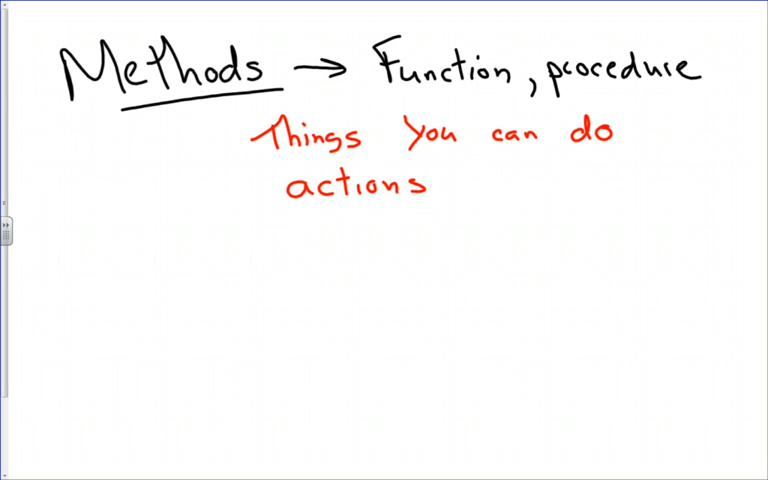 Methods → Function, procedure
Things You can do
actions